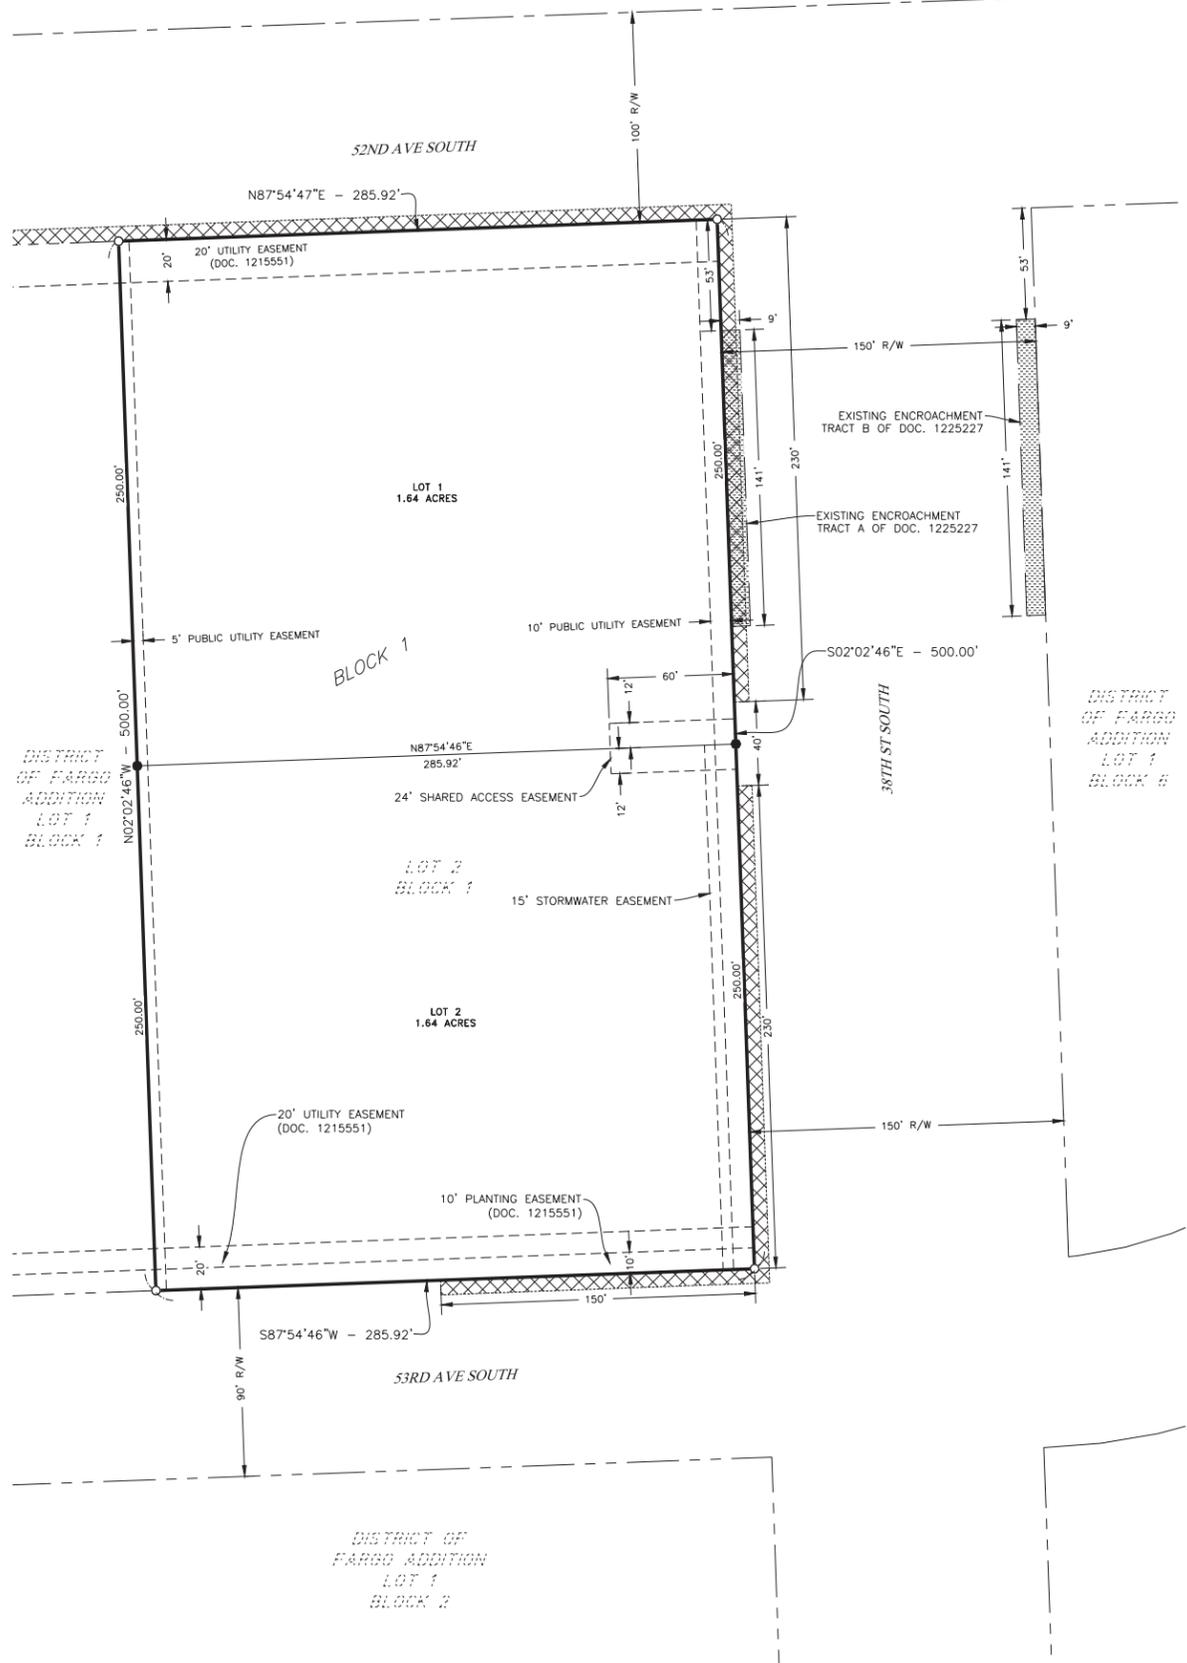 100' R/W
52ND AVE SOUTH
N87°54'47"E - 285.92'
20' UTILITY EASEMENT
(DOC. 1215551)
20'
53'
9'
150' R/W
53'
9'
EXISTING ENCROACHMENT
TRACT B OF DOC. 1225227
141'
250.00'
LOT 1
1.64 ACRES
250.00'
141'
230'
EXISTING ENCROACHMENT
TRACT A OF DOC. 1225227
5' PUBLIC UTILITY EASEMENT
10' PUBLIC UTILITY EASEMENT
BLOCK 1
S02°02'46"E - 500.00'
60'
12'
N02°02'46"W - 500.00'
38TH ST SOUTH
DISTRICT
OF FARGO
ADDITION
LOT 1
BLOCK 6
DISTRICT
OF FARGO
ADDITION
LOT 1
BLOCK 1
N87°54'46"E
285.92'
40'
24' SHARED ACCESS EASEMENT
12'
LOT 2
BLOCK 1
15' STORMWATER EASEMENT
250.00'
250.00'
230'
LOT 2
1.64 ACRES
20' UTILITY EASEMENT
(DOC. 1215551)
150' R/W
10' PLANTING EASEMENT
(DOC. 1215551)
20'
10'
150'
S87°54'46"W - 285.92'
90' R/W
53RD AVE SOUTH
DISTRICT OF
FARGO ADDITION
LOT 1
BLOCK 2